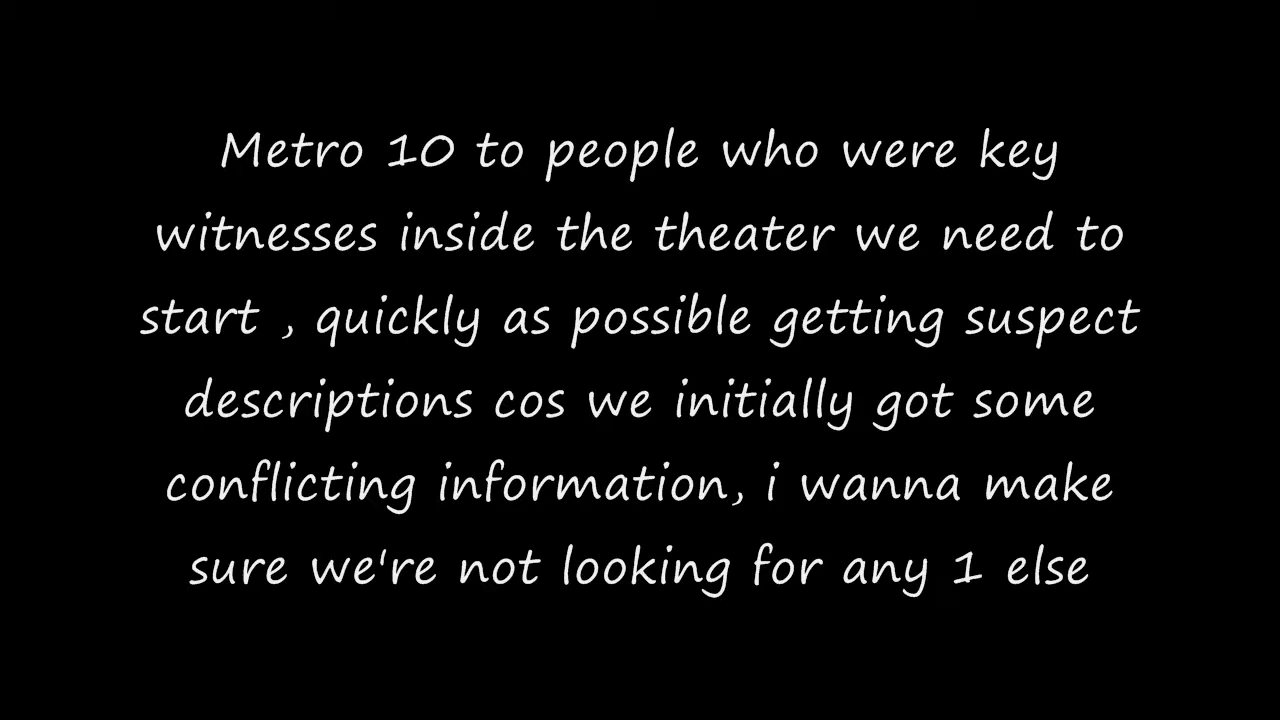 Metro 10 to people who were key
witnesses inside the theater we need to
start , quickly as possible getting suspect
descriptions cos we initially got some
conflicting information, i wanna make
sure we're not looking for any 1 else